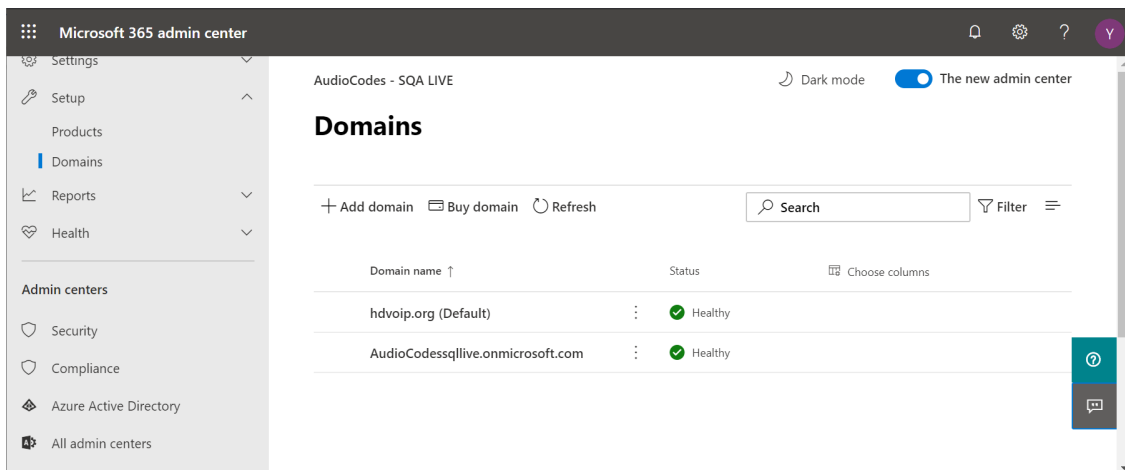 Microsoft 365 admin center
Y
Settings
Setup
Products
Domains
Reports
Health
Admin centers
Security
Compliance
Azure Active Directory
All admin centers
AudioCodes - SQA LIVE
Dark mode
The new admin center
Domains
Add domain Buy domain Refresh
Search
Filter
Domain name ↑ Status Choose columns
hdvoip.org (Default) Healthy
AudioCodessqllive.onmicrosoft.com Healthy